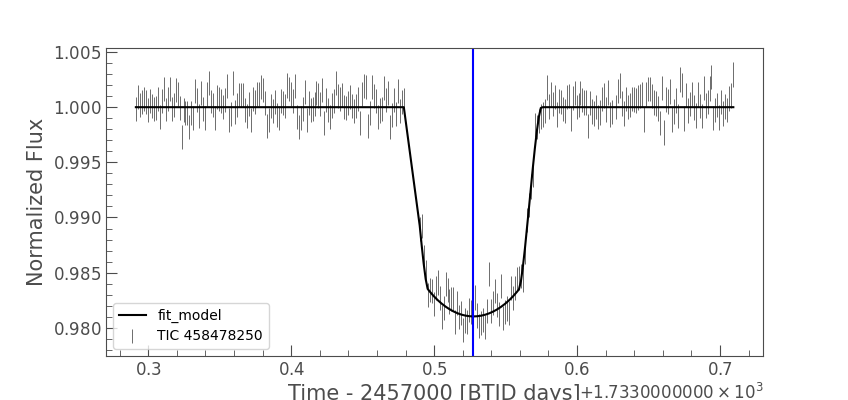 1.005
1.000
0.995
0.990
0.985
0.980
Normalized Flux
fit_model
TIC 458478250
0.3 0.4 0.5 0.6 0.7
Time - 2457000 [BTJD days] +1.7330000000 × 10³